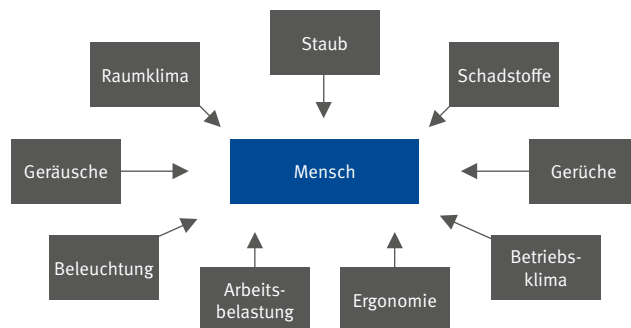 Staub
Raumklima
Schadstoffe
Geräusche
Mensch
Gerüche
Beleuchtung
Arbeits-
belastung
Ergonomie
Betriebs-
klima